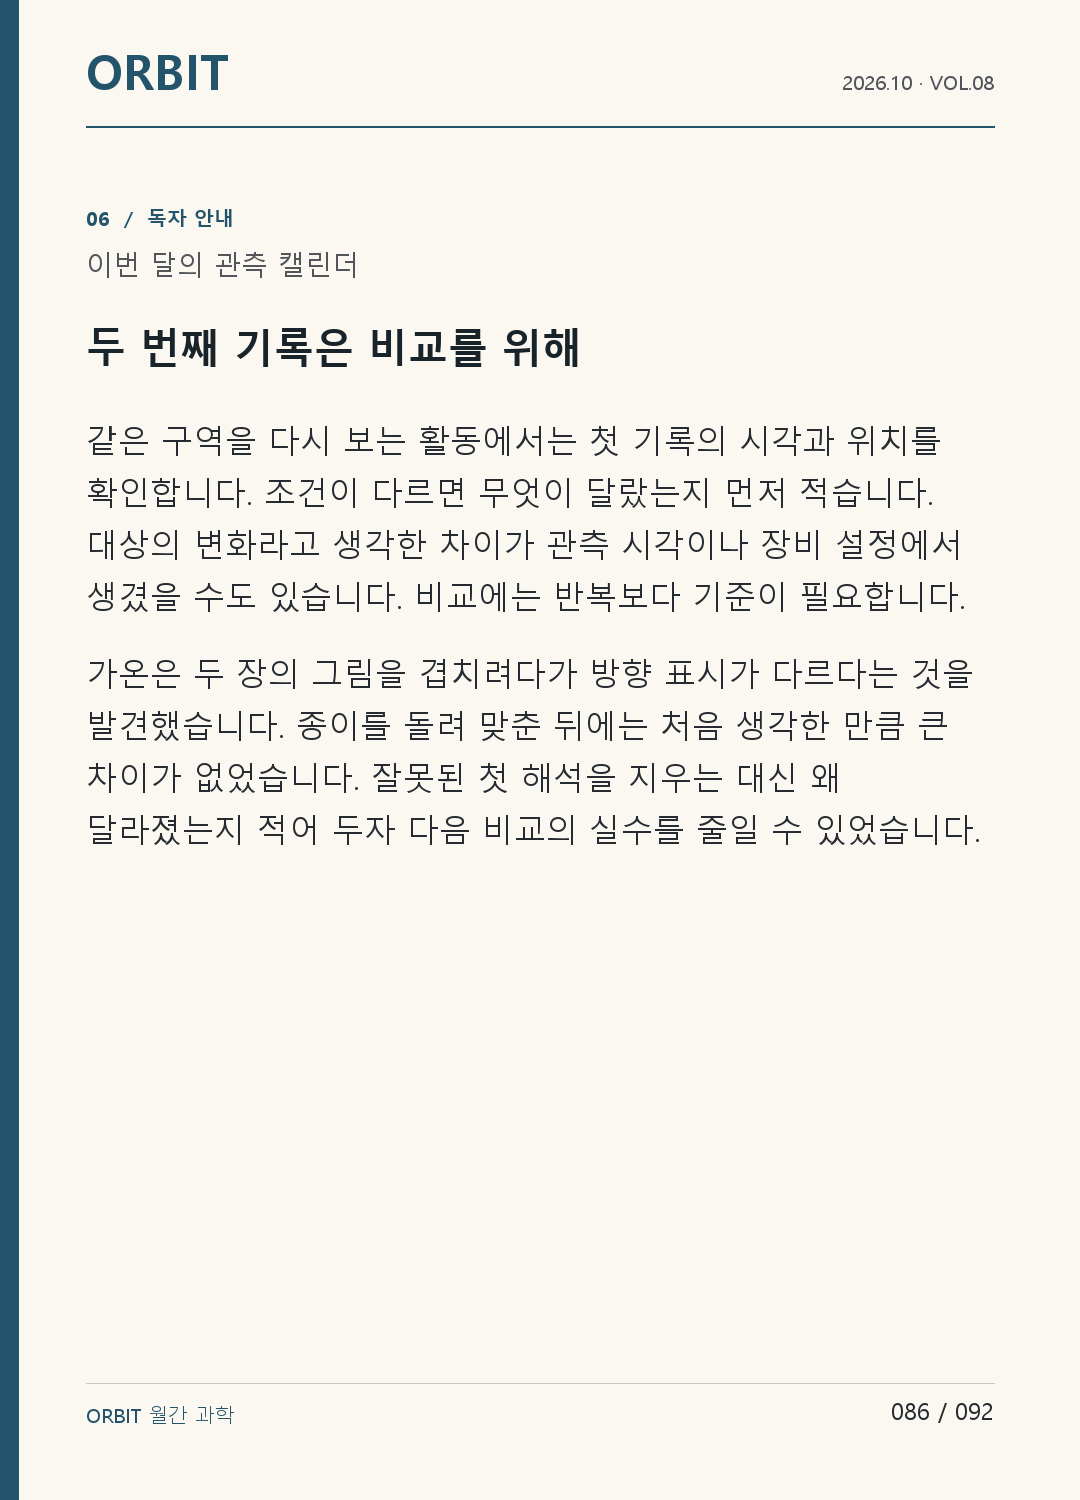 ORBIT
2026.10 · VOL.08
06 / 독자 안내
이번 달의 관측 캘린더
두 번째 기록은 비교를 위해
같은 구역을 다시 보는 활동에서는 첫 기록의 시각과 위치를
확인합니다. 조건이 다르면 무엇이 달랐는지 먼저 적습니다.
대상의 변화라고 생각한 차이가 관측 시각이나 장비 설정에서
생겼을 수도 있습니다. 비교에는 반복보다 기준이 필요합니다.
가온은 두 장의 그림을 겹치려다가 방향 표시가 다르다는 것을
발견했습니다. 종이를 돌려 맞춘 뒤에는 처음 생각한 만큼 큰
차이가 없었습니다. 잘못된 첫 해석을 지우는 대신 왜
달라졌는지 적어 두자 다음 비교의 실수를 줄일 수 있었습니다.
ORBIT 월간 과학
086 / 092